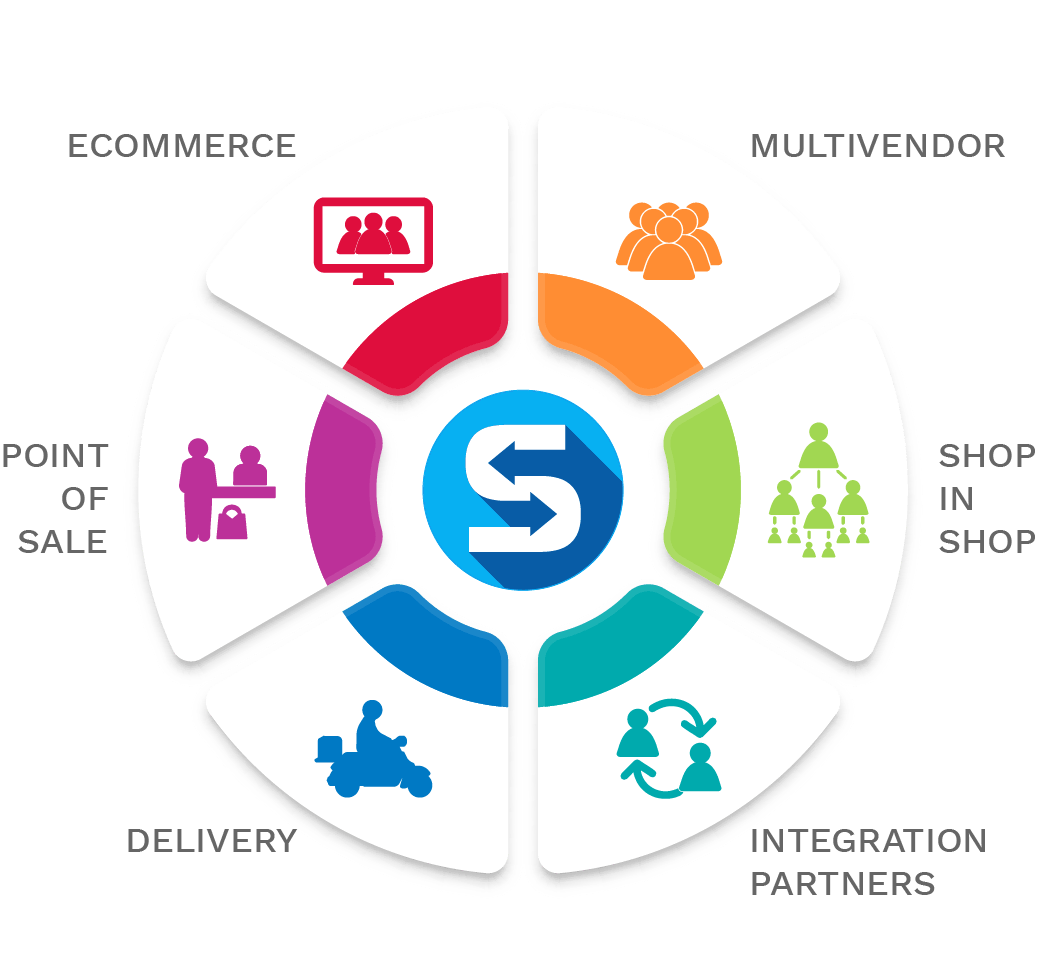 ECOMMERCE
MULTIVENDOR
POINT
OF
SALE
SHOP
IN
SHOP
DELIVERY
INTEGRATION
PARTNERS